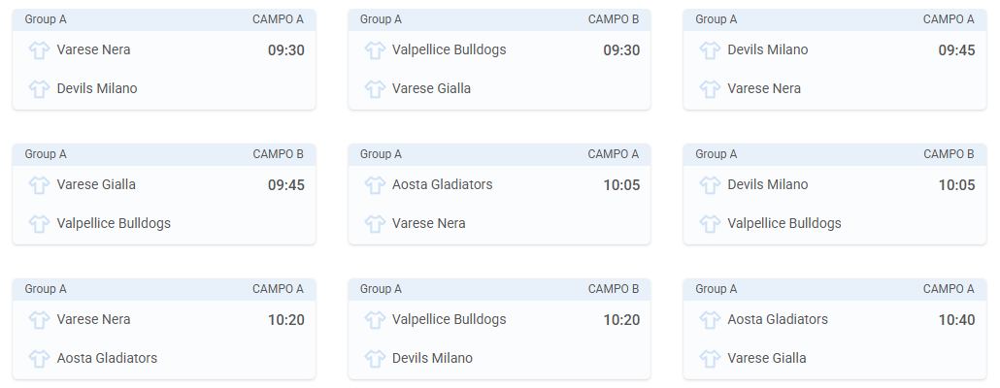 Group A CAMPO A
Varese Nera 09:30
Devils Milano
Group A CAMPO B
Valpellice Bulldogs 09:30
Varese Gialla
Group A CAMPO A
Devils Milano 09:45
Varese Nera
Group A CAMPO B
Varese Gialla 09:45
Valpellice Bulldogs
Group A CAMPO A
Aosta Gladiators 10:05
Varese Nera
Group A CAMPO B
Devils Milano 10:05
Valpellice Bulldogs
Group A CAMPO A
Varese Nera 10:20
Aosta Gladiators
Group A CAMPO B
Valpellice Bulldogs 10:20
Devils Milano
Group A CAMPO A
Aosta Gladiators 10:40
Varese Gialla